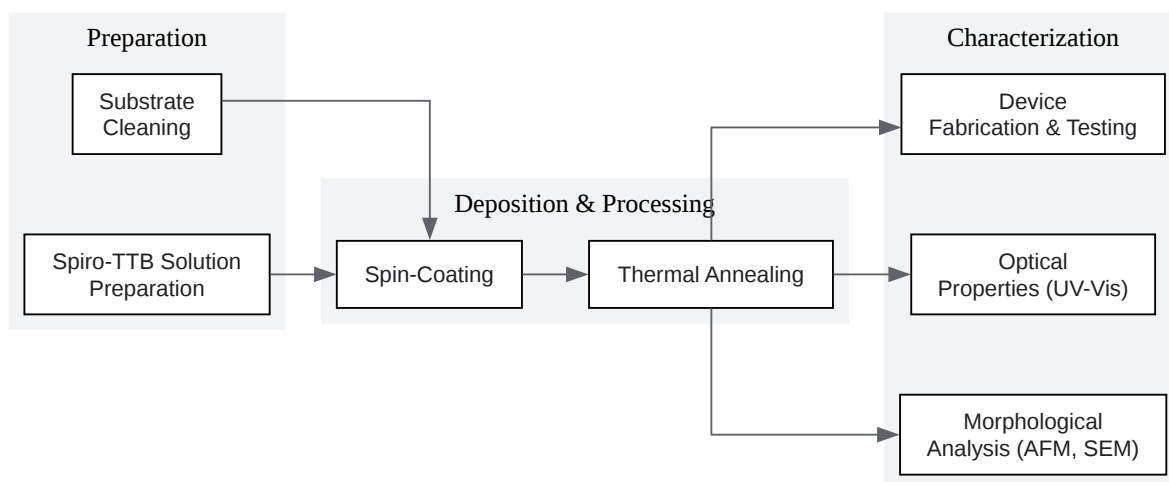 Preparation
Substrate
Cleaning
Spiro-TTB Solution
Preparation
Deposition & Processing
Spin-Coating
Thermal Annealing
Characterization
Device
Fabrication & Testing
Optical
Properties (UV-Vis)
Morphological
Analysis (AFM, SEM)